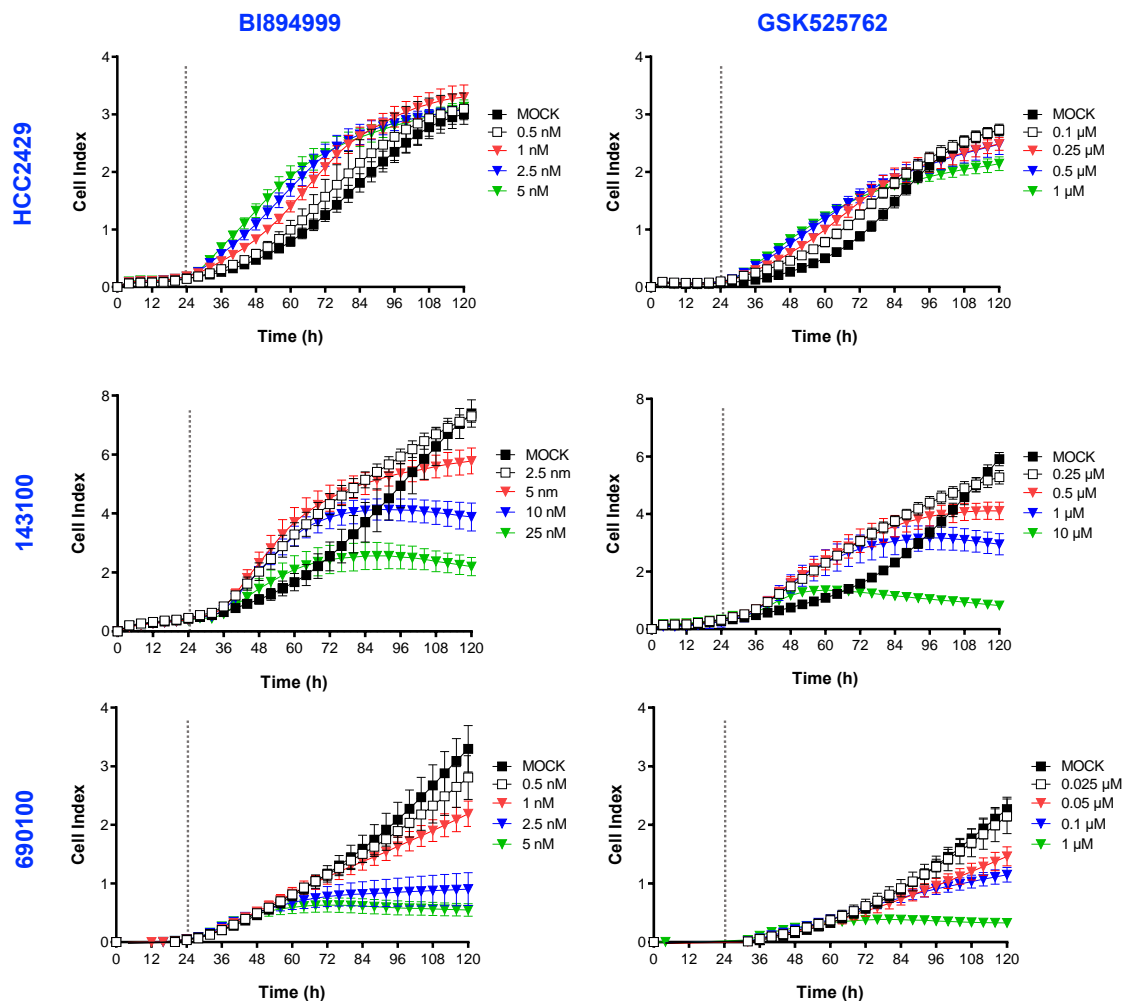 BI894999
GSK525762
HCC2429
Cell Index
4
3
2
1
0
0 12 24 36 48 60 72 84 96 108 120
Time (h)
MOCK
0.5 nM
1 nM
2.5 nM
5 nM
Cell Index
4
3
2
1
0
0 12 24 36 48 60 72 84 96 108 120
Time (h)
MOCK
0.1 µM
0.25 µM
0.5 µM
1 µM
143100
Cell Index
8
6
4
2
0
0 12 24 36 48 60 72 84 96 108 120
Time (h)
MOCK
2.5 nm
5 nm
10 nM
25 nM
Cell Index
8
6
4
2
0
0 12 24 36 48 60 72 84 96 108 120
Time (h)
MOCK
0.25 µM
0.5 µM
1 µM
10 µM
690100
Cell Index
4
3
2
1
0
0 12 24 36 48 60 72 84 96 108 120
Time (h)
MOCK
0.5 nM
1 nM
2.5 nM
5 nM
Cell Index
4
3
2
1
0
0 12 24 36 48 60 72 84 96 108 120
Time (h)
MOCK
0.025 µM
0.05 µM
0.1 µM
1 µM